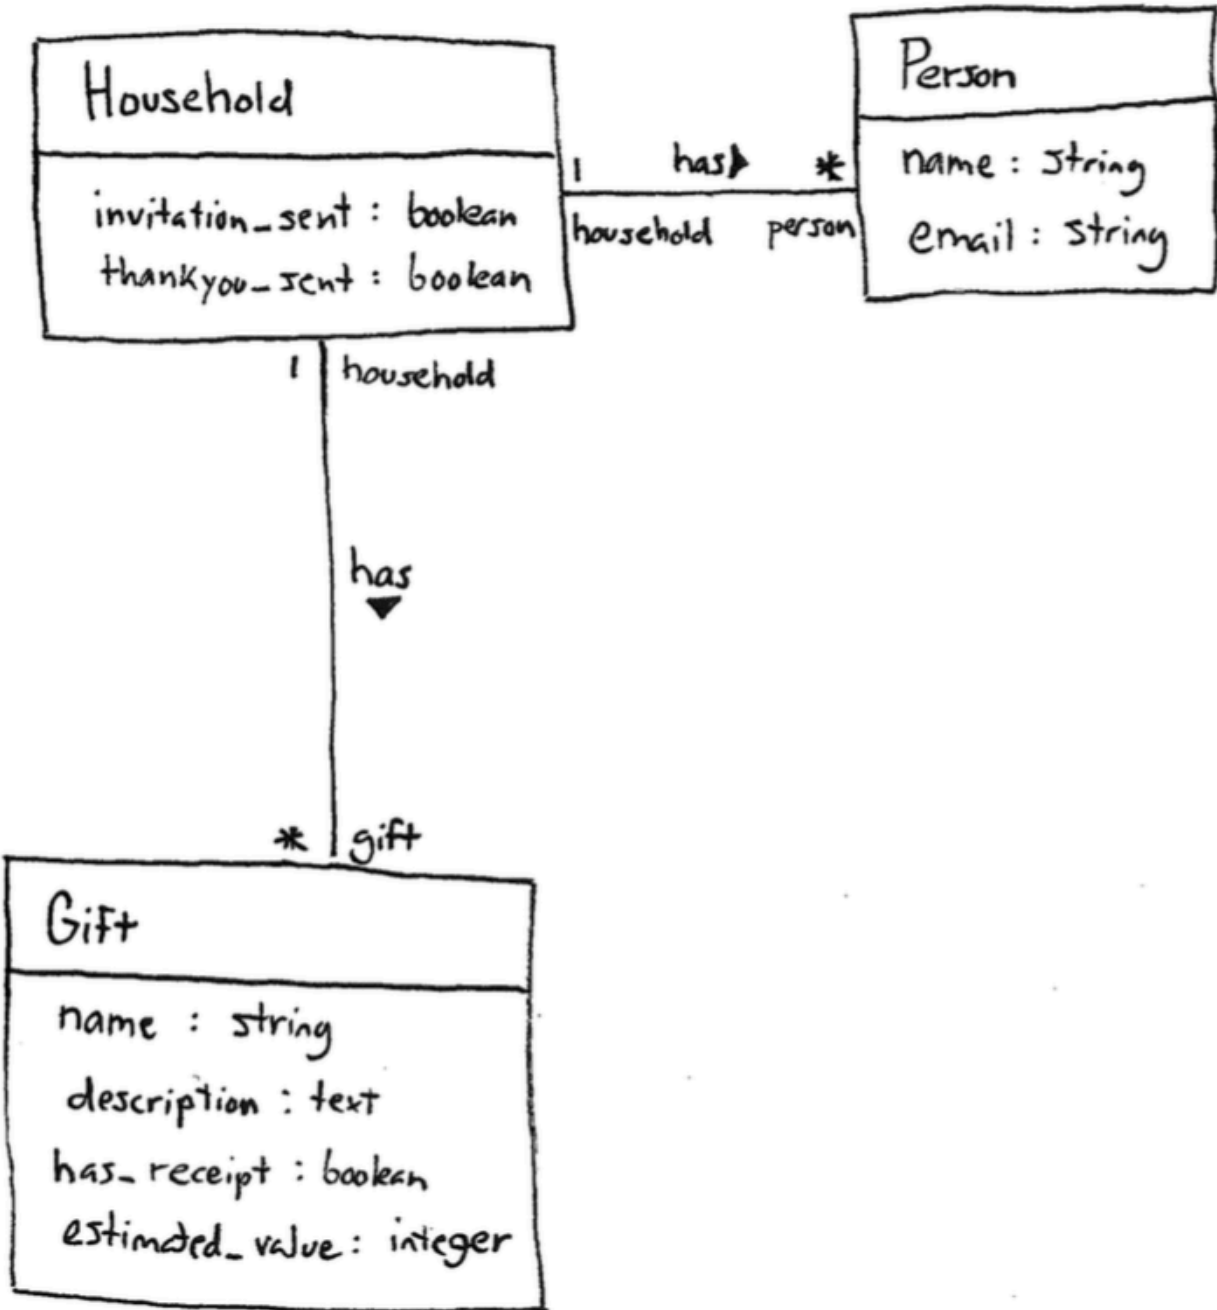 Household
invitation_sent : boolean
thankyou_sent : boolean
1 has▶ *
household person
Person
name : string
email : string
1 household
has
▼
* gift
Gift
name : string
description : text
has_receipt : boolean
estimated_value : integer